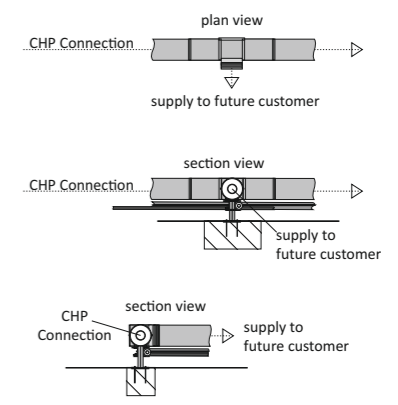 plan view
CHP Connection
supply to future customer
section view
CHP Connection
supply to
future customer
section view
CHP
Connection
supply to
future customer